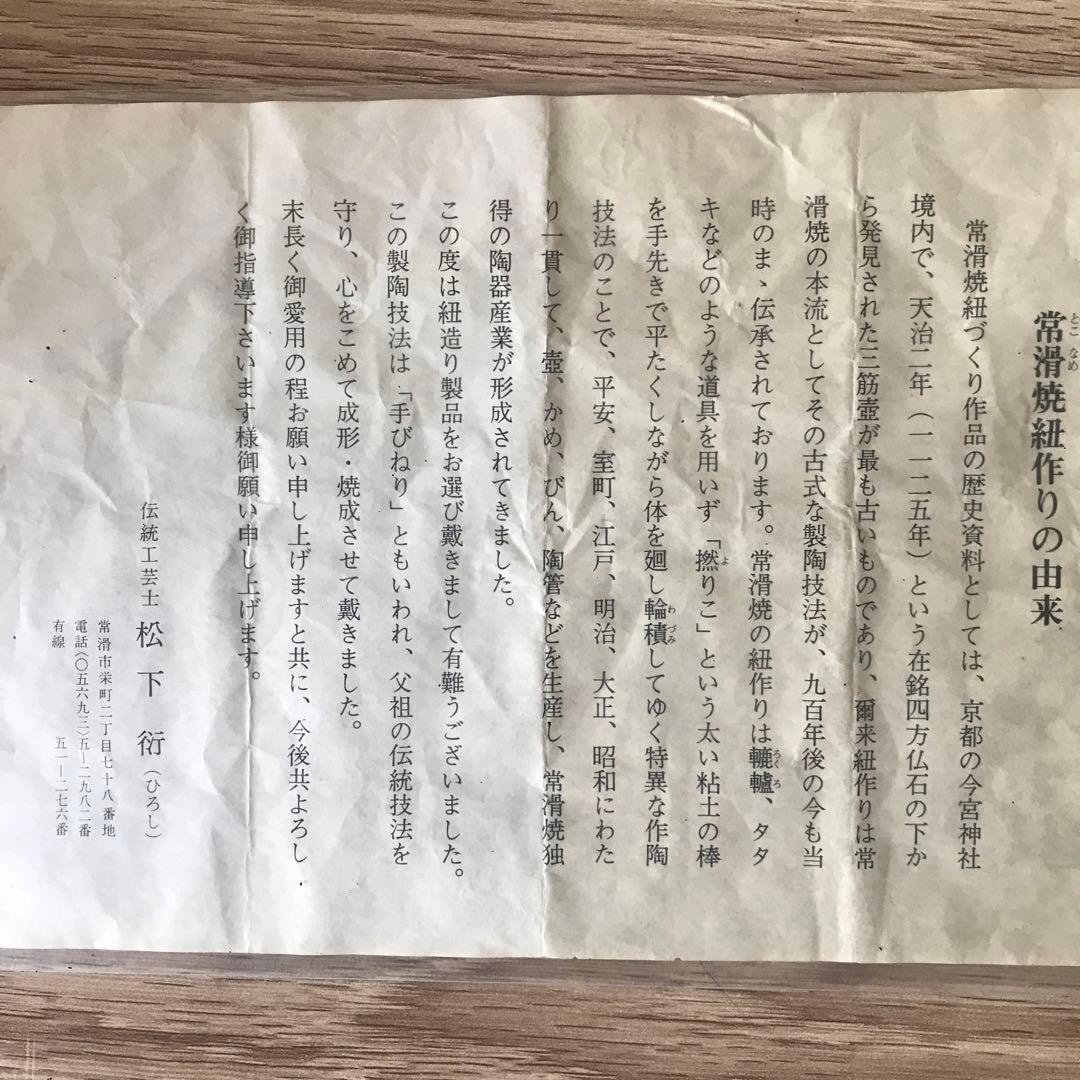 常滑焼紐作りの由来
とこ なめ
常滑焼紐づくり作品の歴史資料としては、京都の今宮神社
境内で、天治二年（一一二五年）という在銘四方仏石の下か
ら発見された三筋壺が最も古いものであり、爾来紐作りは常
滑焼の本流としてその古式な製陶技法が、九百年後の今も当
時のまゝ伝承されております。常滑焼の紐作りは轆轤、タタ
ろくろ
キなどのような道具を用いず「撚りこ」という太い粘土の棒
よ
を手先きで平たくしながら体を廻し輪積してゆく特異な作陶
わづみ
技法のことで、平安、室町、江戸、明治、大正、昭和にわた
り一貫して、壺、かめ、びん、陶管などを生産し、常滑焼独
得の陶器産業が形成されてきました。
この度は紐造り製品をお選び戴きまして有難うございました。
この製陶技法は「手びねり」ともいわれ、父祖の伝統技法を
守り、心をこめて成形・焼成させて戴きました。
末長く御愛用の程お願い申し上げますと共に、今後共よろし
く御指導下さいます様御願い申し上げます。
伝統工芸士 松下 衍（ひろし）
常滑市栄町二丁目七十八番地
電話〈〇五六九三〉五－二九八二番
有線 五一－二七六番